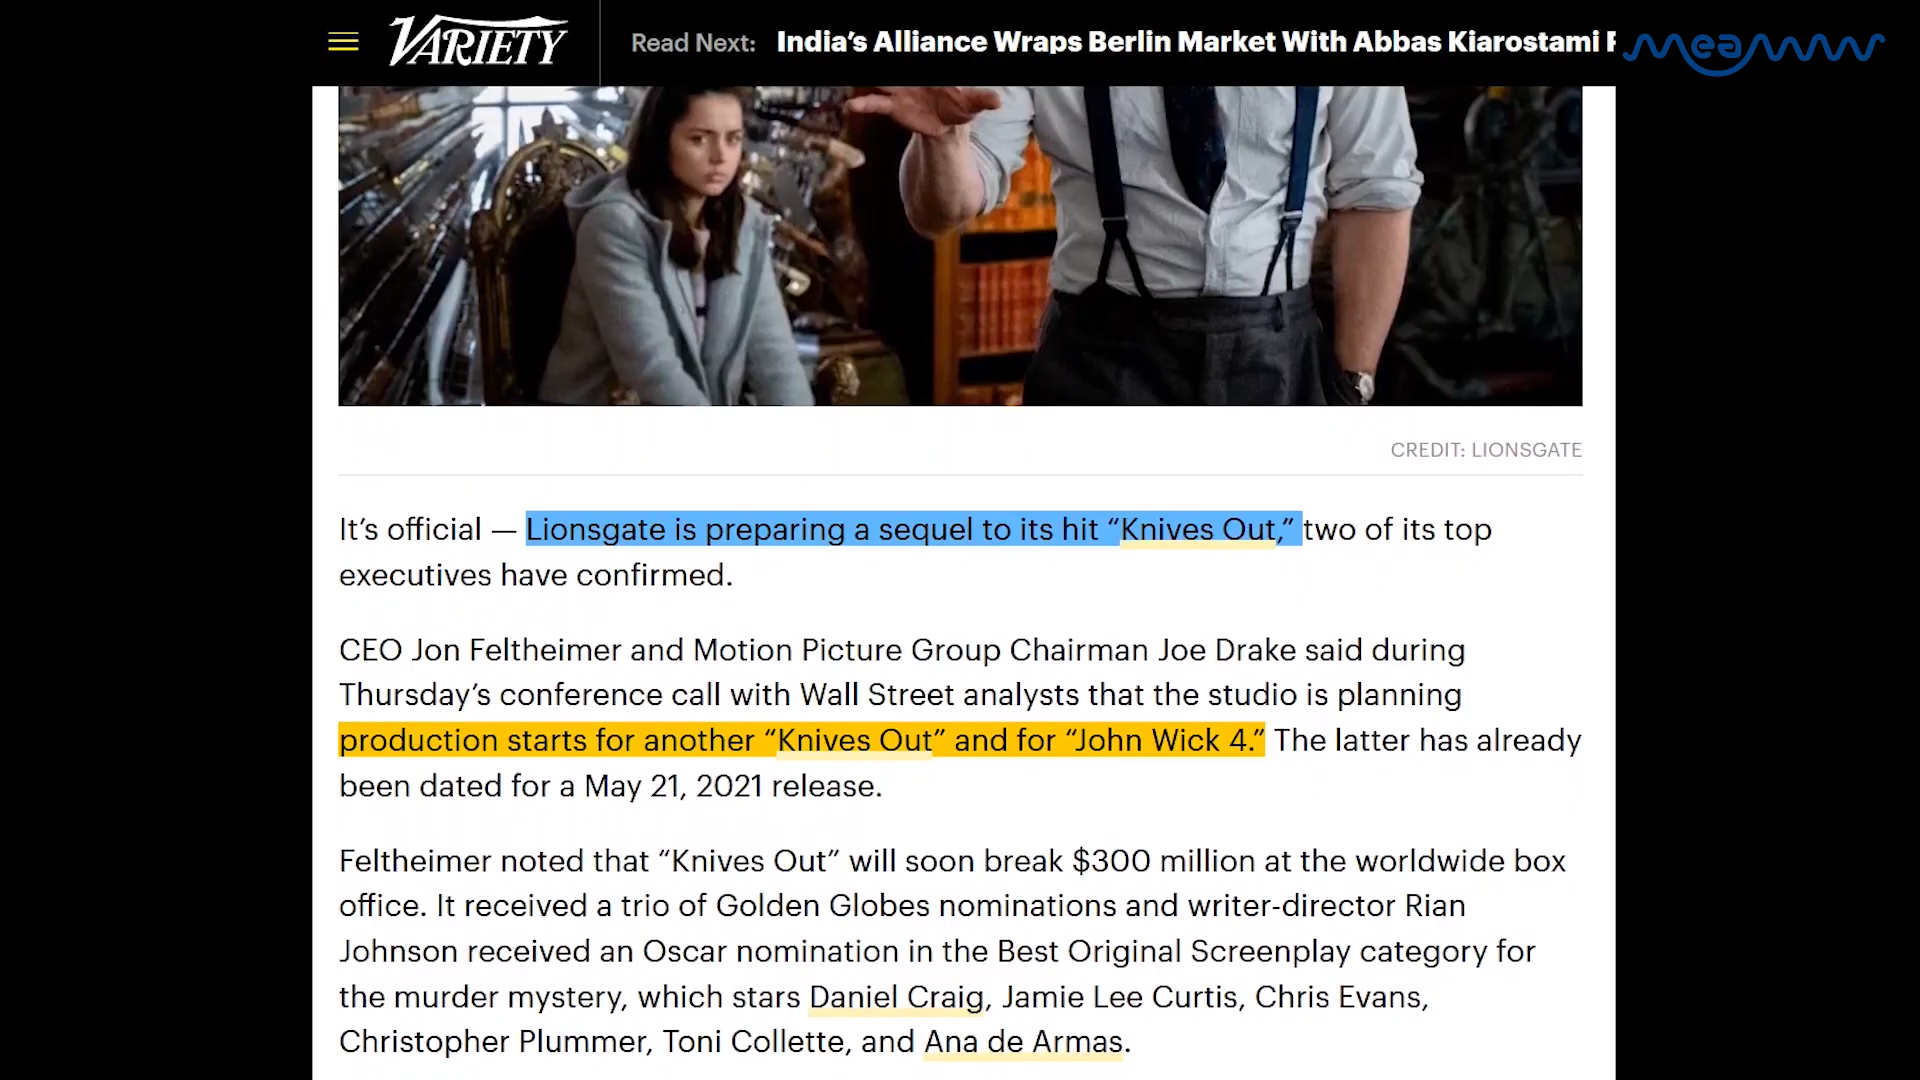 VARIETY
Read Next: India’s Alliance Wraps Berlin Market With Abbas Kiarostami
meawww
CREDIT: LIONSGATE
It’s official — Lionsgate is preparing a sequel to its hit “Knives Out,” two of its top
executives have confirmed.
CEO Jon Feltheimer and Motion Picture Group Chairman Joe Drake said during
Thursday’s conference call with Wall Street analysts that the studio is planning
production starts for another “Knives Out” and for “John Wick 4.” The latter has already
been dated for a May 21, 2021 release.
Feltheimer noted that “Knives Out” will soon break $300 million at the worldwide box
office. It received a trio of Golden Globes nominations and writer-director Rian
Johnson received an Oscar nomination in the Best Original Screenplay category for
the murder mystery, which stars Daniel Craig, Jamie Lee Curtis, Chris Evans,
Christopher Plummer, Toni Collette, and Ana de Armas.